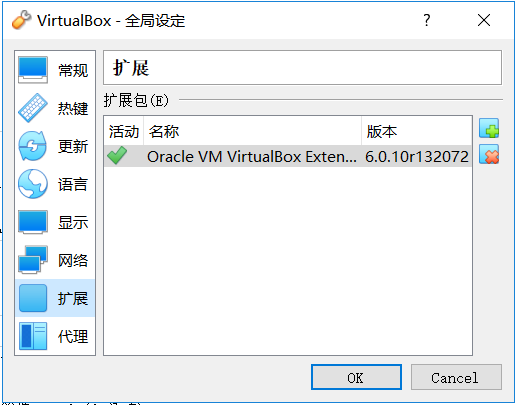 VirtualBox - 全局设定
常规
热键
更新
语言
显示
网络
扩展
代理
扩展
扩展包(E)
活动 名称 版本
Oracle VM VirtualBox Exten... 6.0.10r132072
OK Cancel